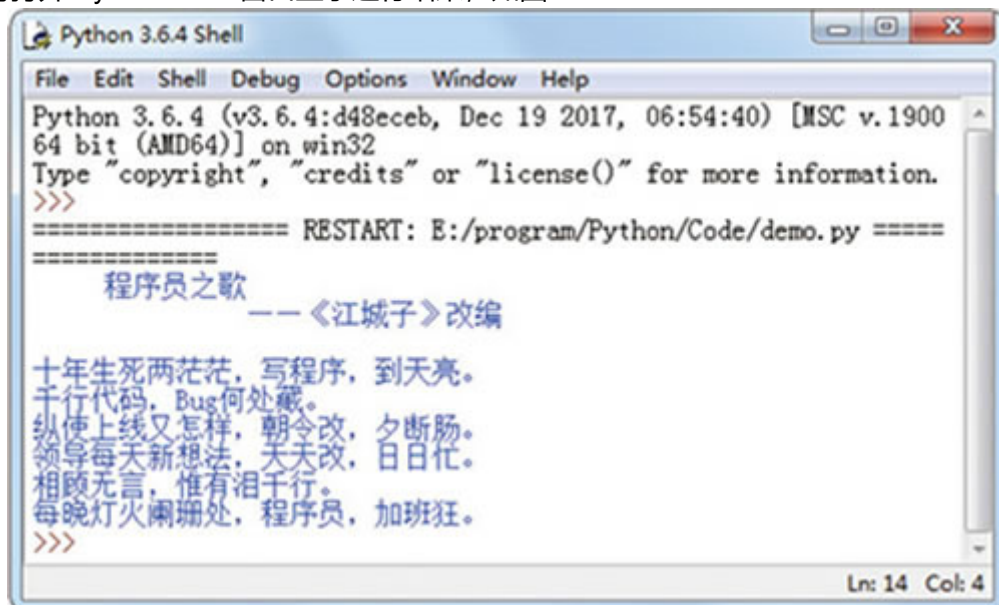 Python 3.6.4 Shell
File Edit Shell Debug Options Window Help
Python 3.6.4 (v3.6.4:d48eceb, Dec 19 2017, 06:54:40) [MSC v.1900
64 bit (AMD64)] on win32
Type "copyright", "credits" or "license()" for more information.
>>>
================== RESTART: E:/program/Python/Code/demo.py =====
=============
程序员之歌
——《江城子》改编
十年生死两茫茫，写程序，到天亮。
千行代码，Bug何处藏。
纵使上线又怎样，朝令改，夕断肠。
领导每天新想法，天天改，日日忙。
相顾无言，惟有泪千行。
每晚灯火阑珊处，程序员，加班狂。
>>>
Ln: 14 Col: 4